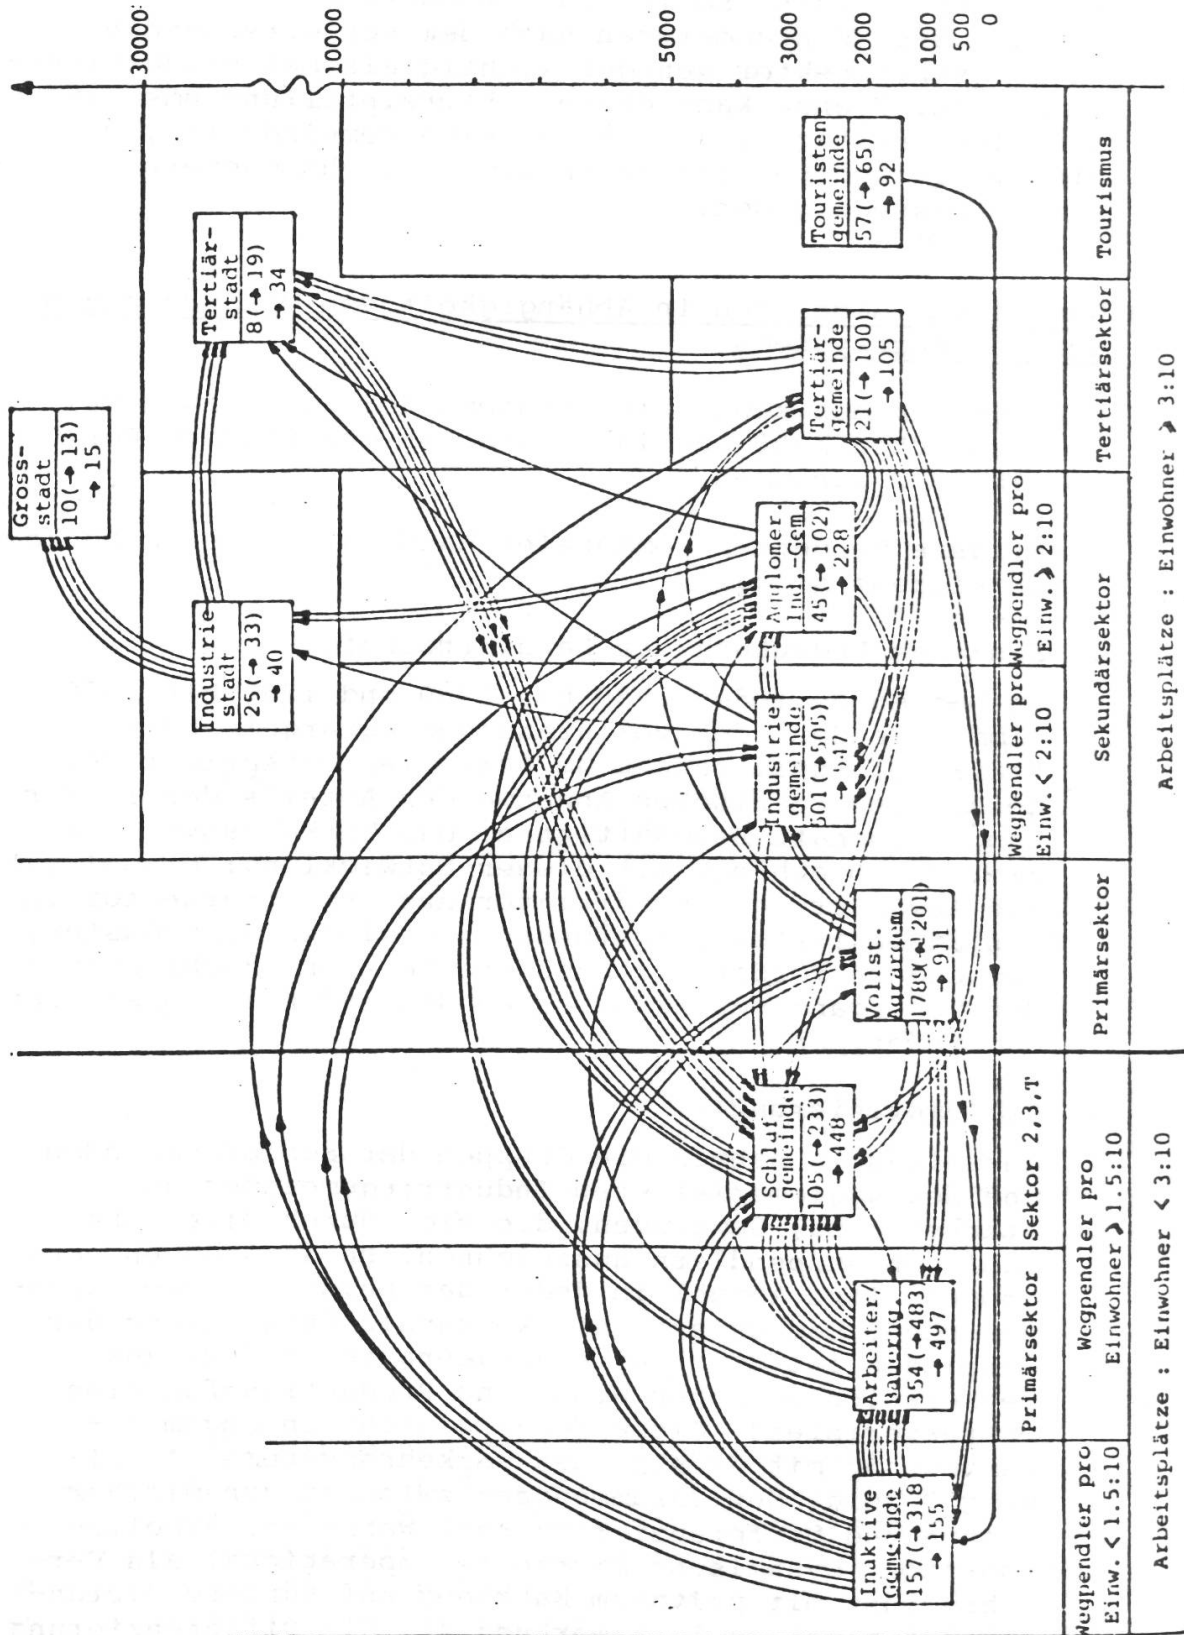 30000
10000
5000
3000
2000
1000
500
0
Gross-
stadt
10(→13)
→ 15
Industrie
stadt
25(→ 33)
→ 40
Tertiär-
stadt
8(→19)
→ 34
Inaktive
Gemeinde
157(→318)
→ 155
Arbeiter/
Bauerng.
354(→483)
→ 497
Schlaf-
gemeinde
105(→233)
→ 448
Vollst.
Agrargem.
1789(→1201)
→ 911
Industrie-
gemeinde
501(→505)
→ 547
Agglomer.
Ind.-Gem.
45(→102)
→ 228
Tertiär-
gemeinde
21(→100)
→ 105
Touristen-
gemeinde
57(→65)
→ 92
Wegpendler pro
Einw. < 2:10
Wegpendler pro
Einw. ⩾ 2:10
Primärsektor
Sektor 2,3,T
Primärsektor
Sekundärsektor
Tertiärsektor
Tourismus
Wegpendler pro
Einw. < 1.5:10
Wegpendler pro
Einwohner ⩾ 1.5:10
Arbeitsplätze : Einwohner < 3:10
Arbeitsplätze : Einwohner ⩾ 3:10